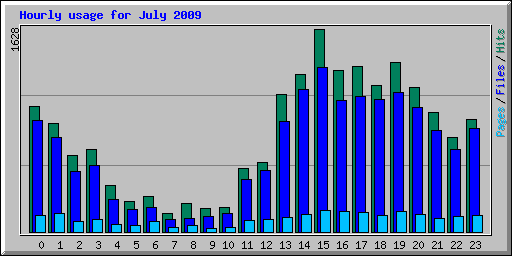 Hourly usage for July 2009
1628
Pages / Files / Hits
0 1 2 3 4 5 6 7 8 9 10 11 12 13 14 15 16 17 18 19 20 21 22 23